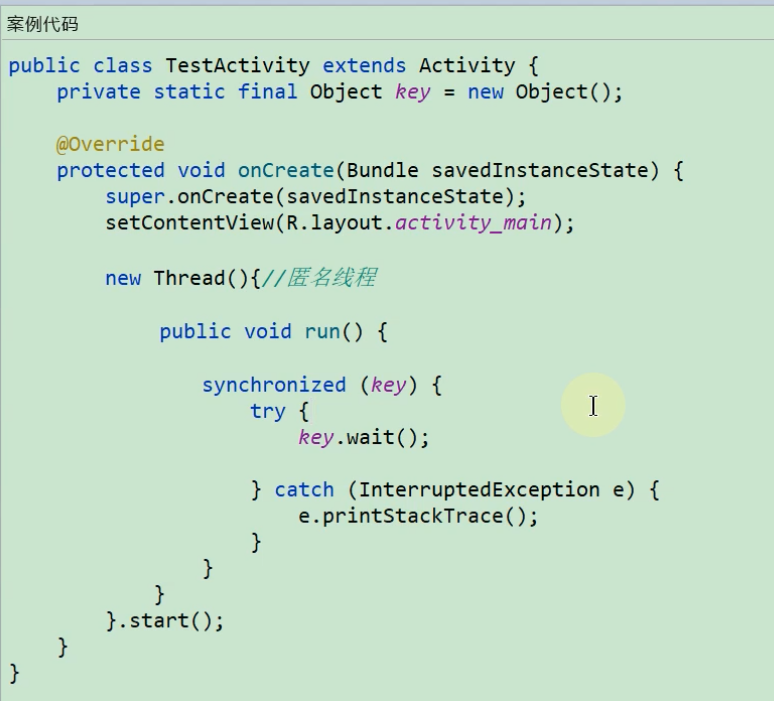 案例代码
public class TestActivity extends Activity {
    private static final Object key = new Object();

    @Override
    protected void onCreate(Bundle savedInstanceState) {
        super.onCreate(savedInstanceState);
        setContentView(R.layout.activity_main);

        new Thread(){//匿名线程

            public void run() {

                synchronized (key) {
                    try {
                        key.wait();

                    } catch (InterruptedException e) {
                        e.printStackTrace();
                    }
                }
            }
        }.start();
    }
}